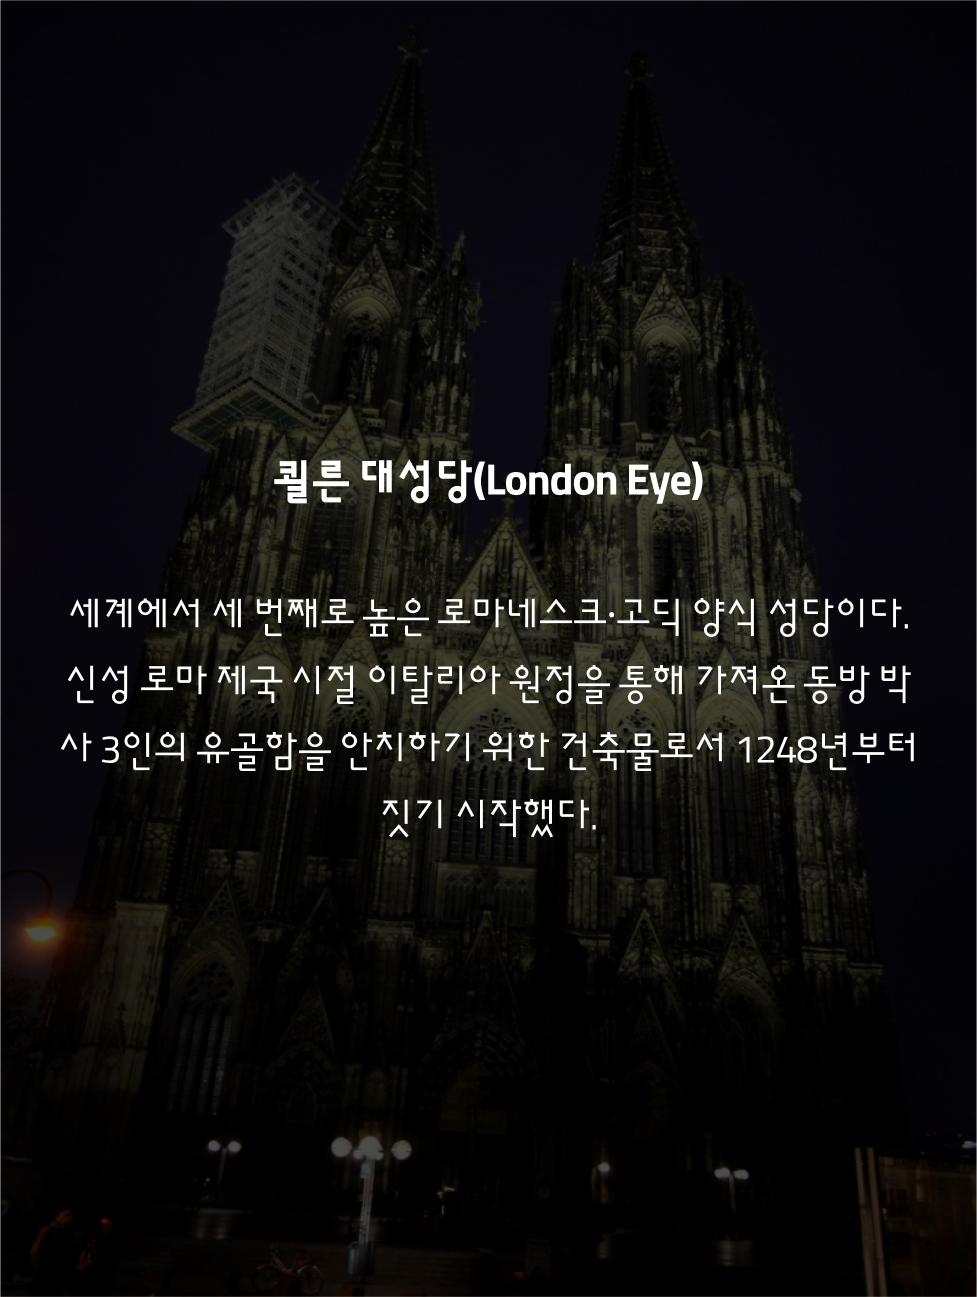 쾰른 대성당(London Eye)
세계에서 세 번째로 높은 로마네스크·고딕 양식 성당이다.
신성 로마 제국 시절 이탈리아 원정을 통해 가져온 동방 박
사 3인의 유골함을 안치하기 위한 건축물로서 1248년부터
짓기 시작했다.